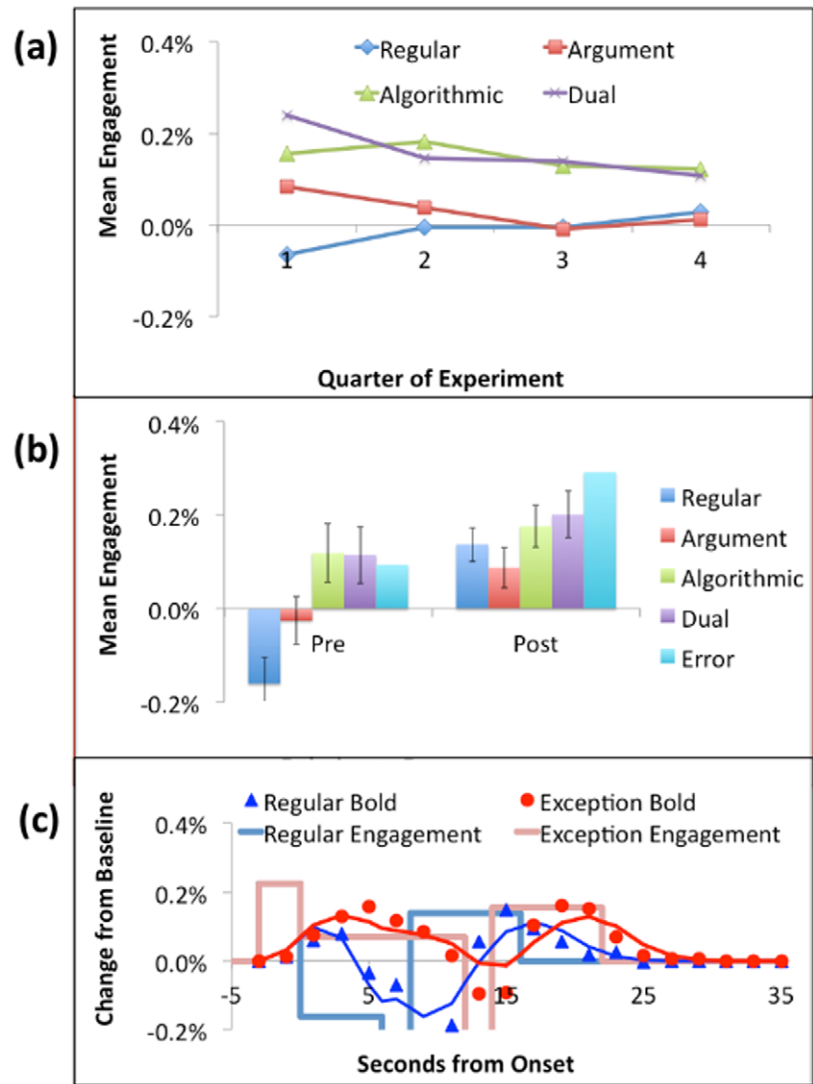 (a)
0.4%
Regular Argument
Algorithmic Dual
0.2%
0.0%
-0.2%
Mean Engagement
1 2 3 4
Quarter of Experiment
(b)
0.4%
0.2%
0.0%
-0.2%
Mean Engagement
Pre Post
Regular
Argument
Algorithmic
Dual
Error
(c)
Regular Bold Exception Bold
Regular Engagement Exception Engagement
0.4%
0.2%
0.0%
-0.2%
Change from Baseline
-5 5 15 25 35
Seconds from Onset